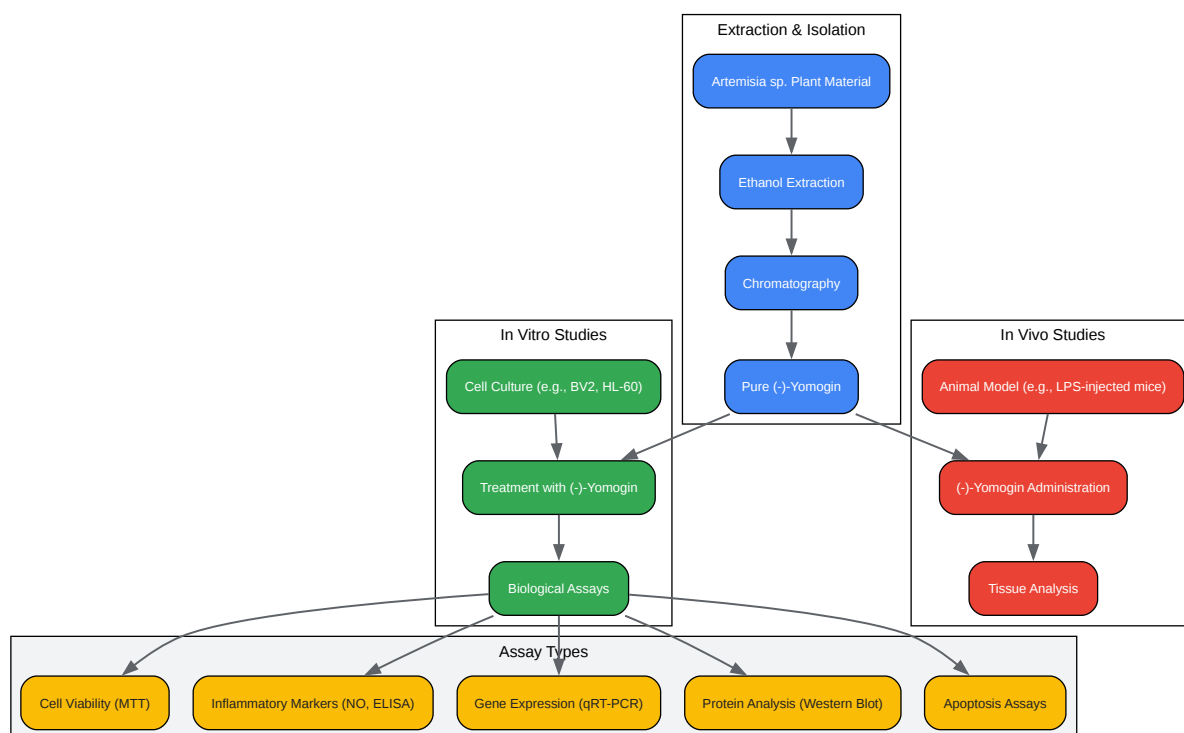 Extraction & Isolation
Artemisia sp. Plant Material
Ethanol Extraction
Chromatography
Pure (-)-Yomogin
In Vitro Studies
Cell Culture (e.g., BV2, HL-60)
Treatment with (-)-Yomogin
Biological Assays
In Vivo Studies
Animal Model (e.g., LPS-injected mice)
(-)-Yomogin Administration
Tissue Analysis
Assay Types
Cell Viability (MTT)
Inflammatory Markers (NO, ELISA)
Gene Expression (qRT-PCR)
Protein Analysis (Western Blot)
Apoptosis Assays